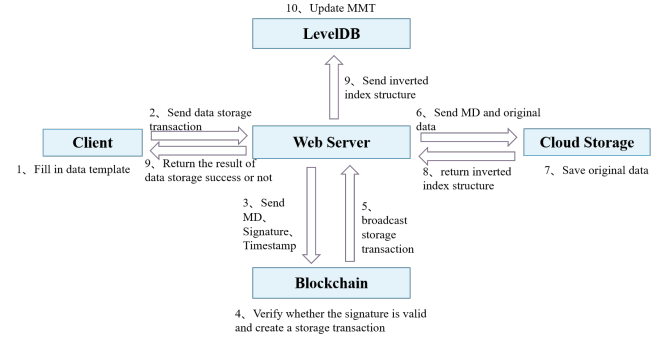 10、Update MMT
LevelDB
9、Send inverted
index structure
2、Send data storage
transaction
6、Send MD and original
data
Client
Web Server
Cloud Storage
1、Fill in data template
9、Return the result of
data storage success or not
8、return inverted
index structure
7、Save original data
3、Send
MD、
Signature、
Timestamp
5、
broadcast
storage
transaction
Blockchain
4、Verify whether the signature is valid
and create a storage transaction